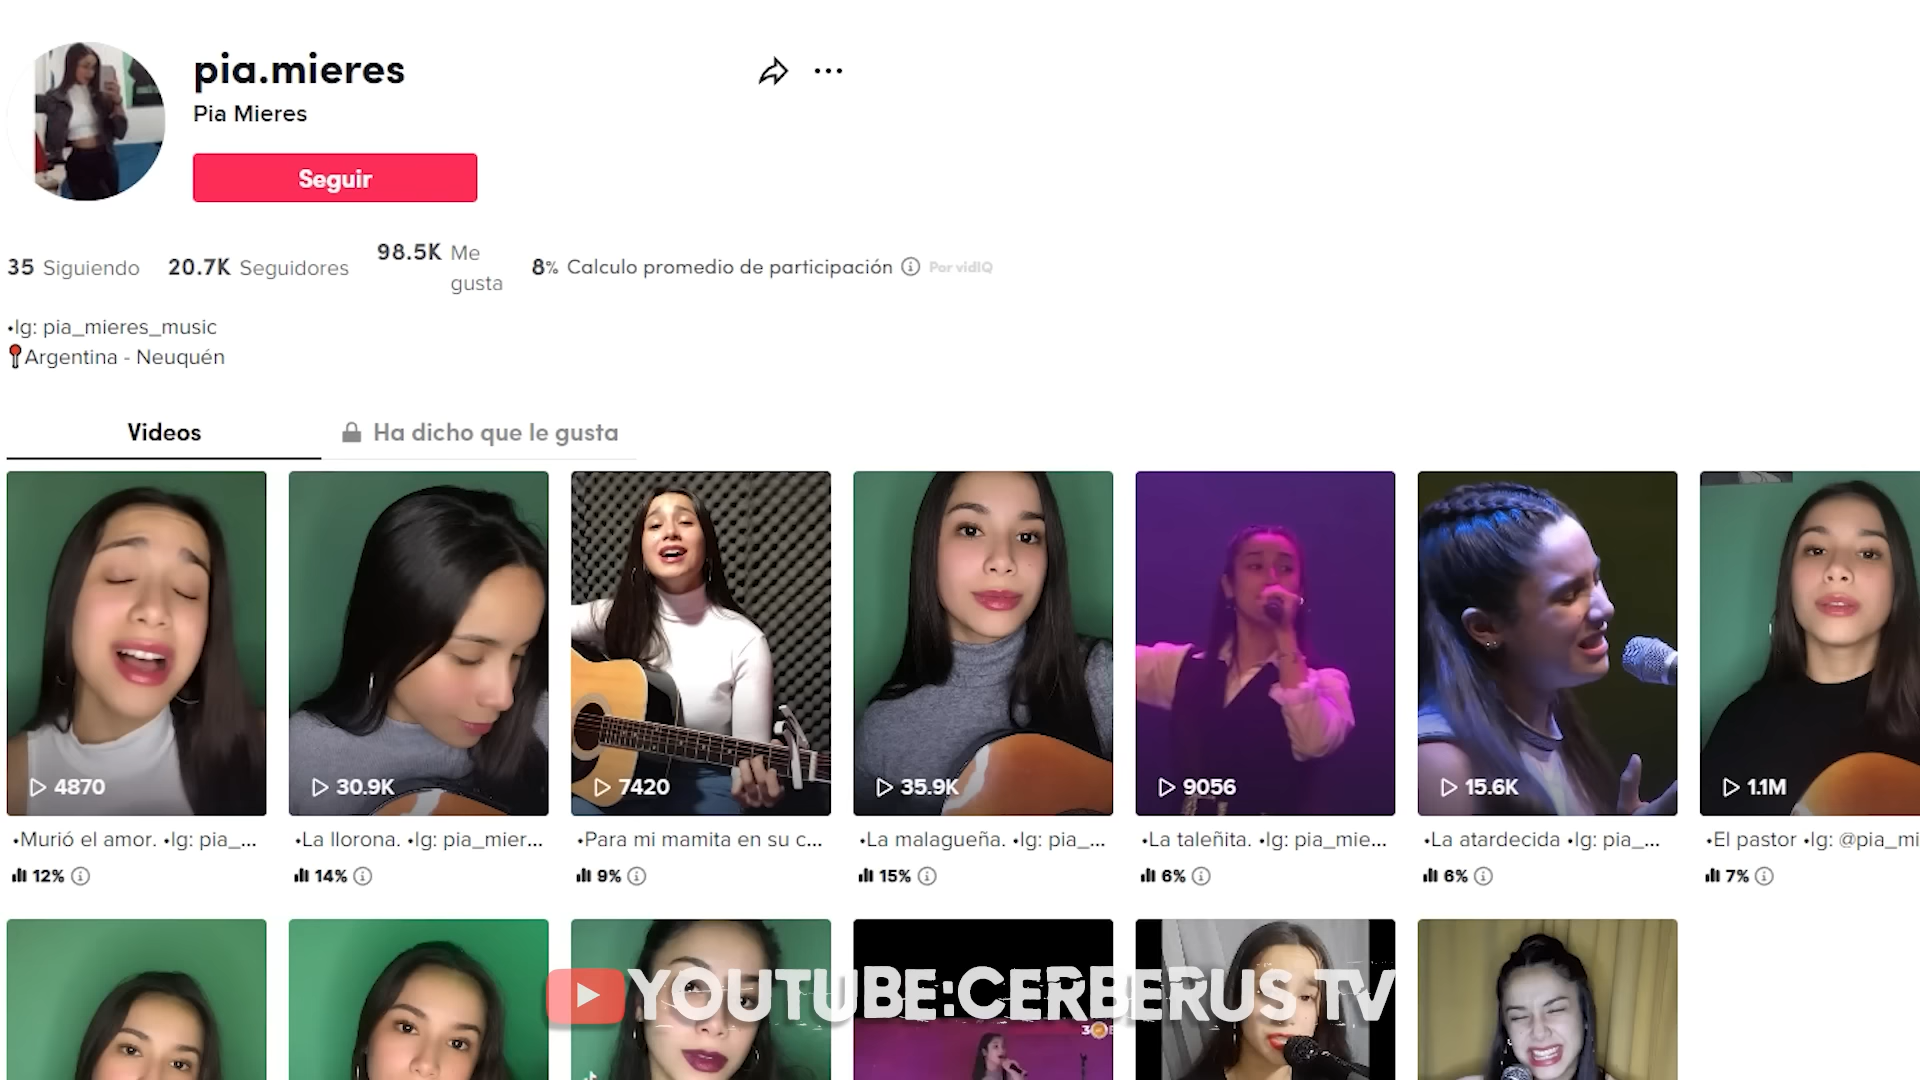 pia.mieres
Pia Mieres
Seguir
35 Siguiendo
20.7K Seguidores
98.5K Me gusta
8% Calculo promedio de participación Por vidIQ
•Ig: pia_mieres_music
📍Argentina - Neuquén
Videos
Ha dicho que le gusta
4870
30.9K
7420
35.9K
9056
15.6K
1.1M
•Murió el amor. •Ig: pia_...
•La llorona. •Ig: pia_mier...
•Para mi mamita en su c...
•La malagueña. •Ig: pia_...
•La taleñita. •Ig: pia_mie...
•La atardecida •Ig: pia_...
•El pastor •Ig: @pia_mi
12%
14%
9%
15%
6%
6%
7%
YOUTUBE:CERBERUS TV